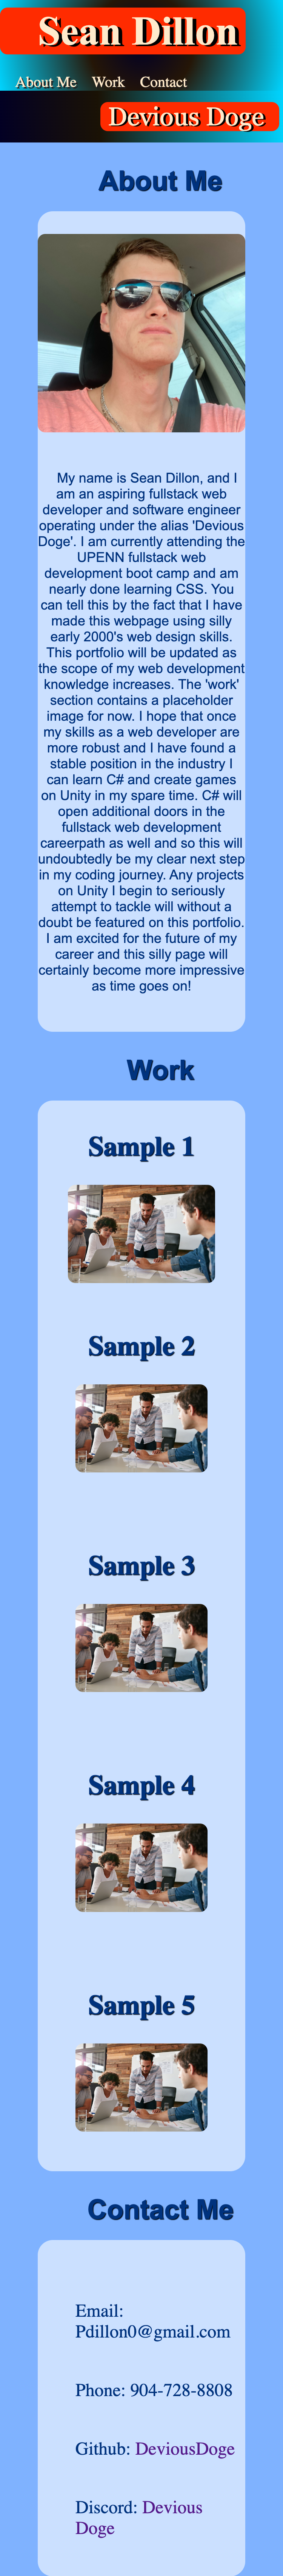 Sean Dillon
About Me Work Contact
Devious Doge
About Me
My name is Sean Dillon, and I
am an aspiring fullstack web
developer and software engineer
operating under the alias 'Devious
Doge'. I am currently attending the
UPENN fullstack web
development boot camp and am
nearly done learning CSS. You
can tell this by the fact that I have
made this webpage using silly
early 2000's web design skills.
This portfolio will be updated as
the scope of my web development
knowledge increases. The 'work'
section contains a placeholder
image for now. I hope that once
my skills as a web developer are
more robust and I have found a
stable position in the industry I
can learn C# and create games
on Unity in my spare time. C# will
open additional doors in the
fullstack web development
careerpath as well and so this will
undoubtedly be my clear next step
in my coding journey. Any projects
on Unity I begin to seriously
attempt to tackle will without a
doubt be featured on this portfolio.
I am excited for the future of my
career and this silly page will
certainly become more impressive
as time goes on!
Work
Sample 1
Sample 2
Sample 3
Sample 4
Sample 5
Contact Me
Email:
Pdillon0@gmail.com
Phone: 904-728-8808
Github: DeviousDoge
Discord: Devious
Doge